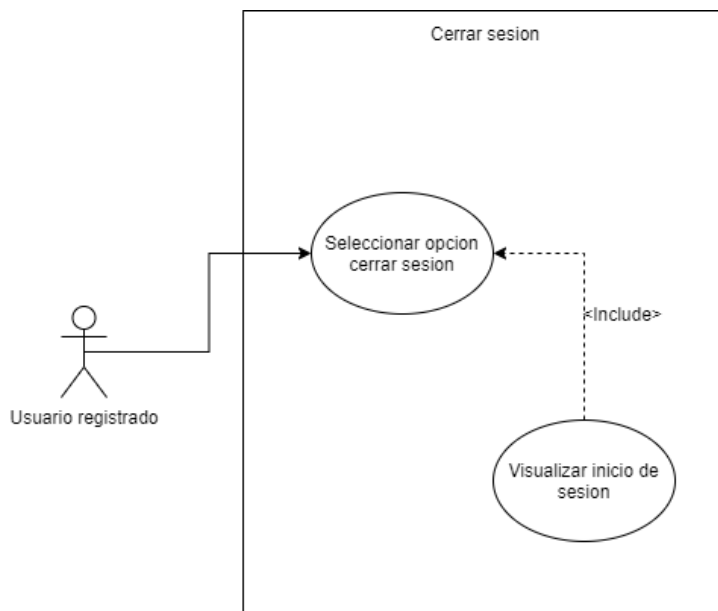 Cerrar sesion
Seleccionar opcion
cerrar sesion
<Include>
Usuario registrado
Visualizar inicio de
sesion